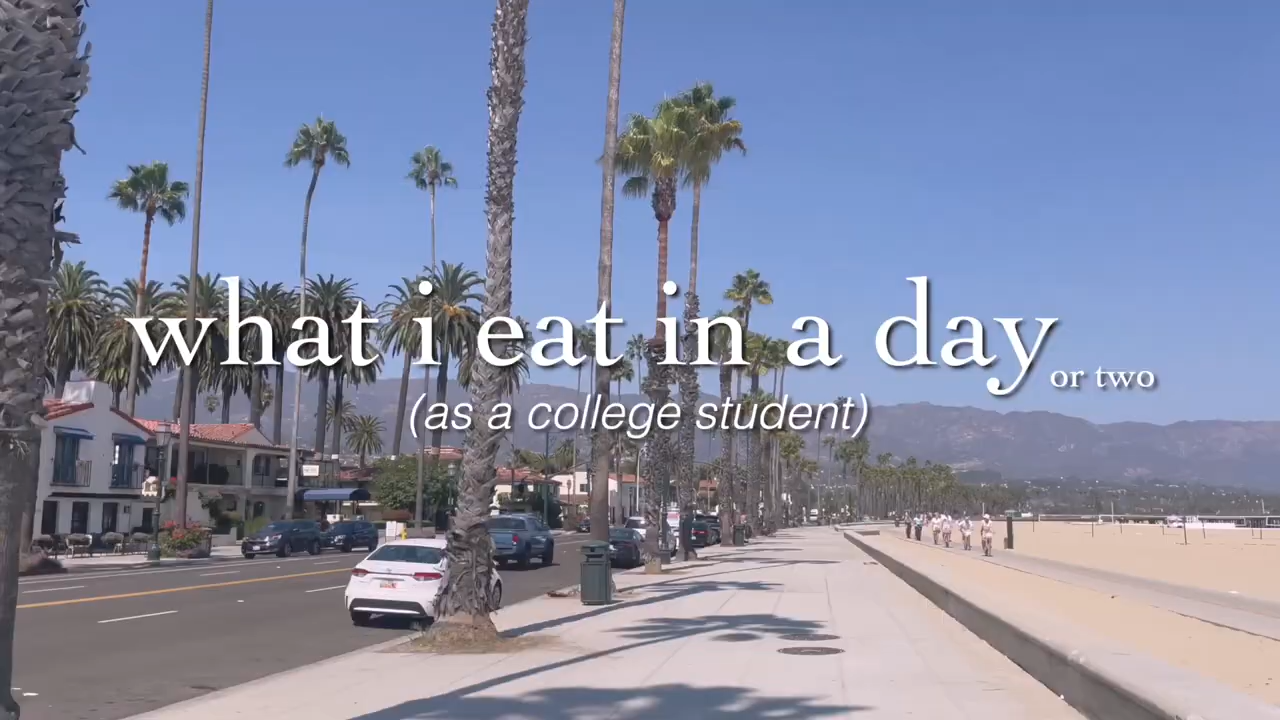 what i eat in a day or two
(as a college student)